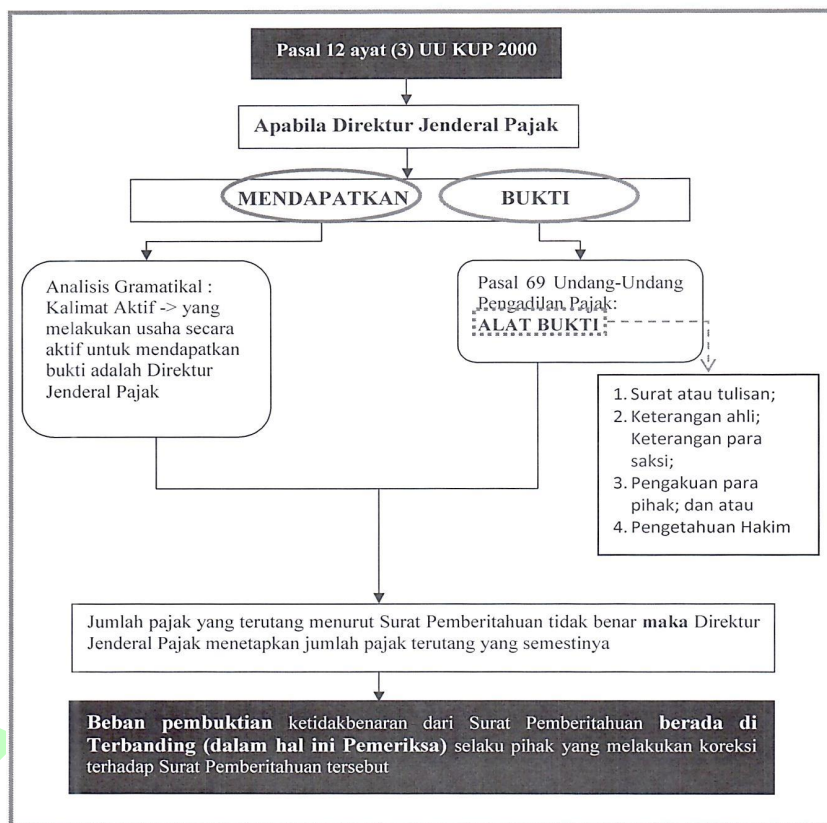 Pasal 12 ayat (3) UU KUP 2000
Apabila Direktur Jenderal Pajak
MENDAPATKAN BUKTI
Analisis Gramatikal :
Kalimat Aktif -> yang
melakukan usaha secara
aktif untuk mendapatkan
bukti adalah Direktur
Jenderal Pajak
Pasal 69 Undang-Undang
Pengadilan Pajak:
ALAT BUKTI
1. Surat atau tulisan;
2. Keterangan ahli;
Keterangan para
saksi;
3. Pengakuan para
pihak; dan atau
4. Pengetahuan Hakim
Jumlah pajak yang terutang menurut Surat Pemberitahuan tidak benar maka Direktur
Jenderal Pajak menetapkan jumlah pajak terutang yang semestinya
Beban pembuktian ketidakbenaran dari Surat Pemberitahuan berada di
Terbanding (dalam hal ini Pemeriksa) selaku pihak yang melakukan koreksi
terhadap Surat Pemberitahuan tersebut